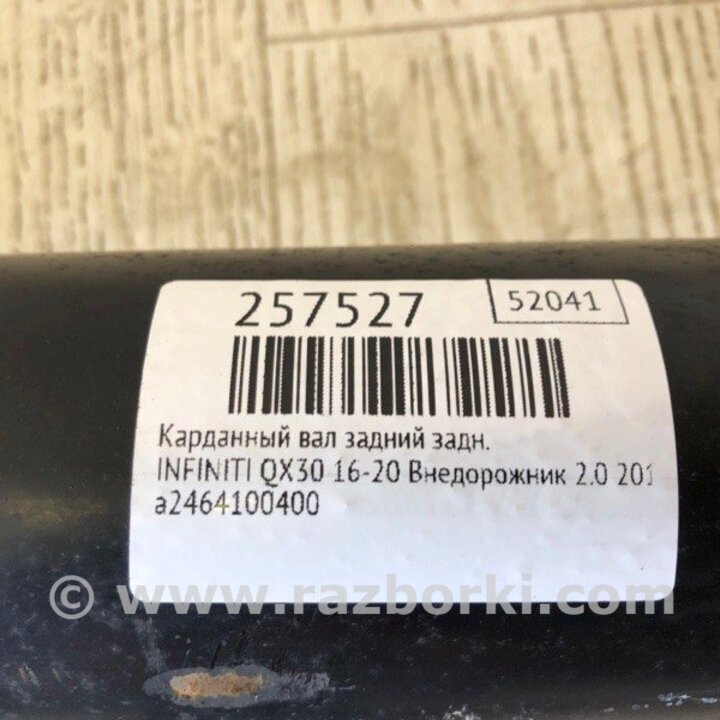 257527
52041
Карданный вал задний задн.
INFINITI QX30 16-20 Внедорожник 2.0 201
a2464100400
© www.razborki.com